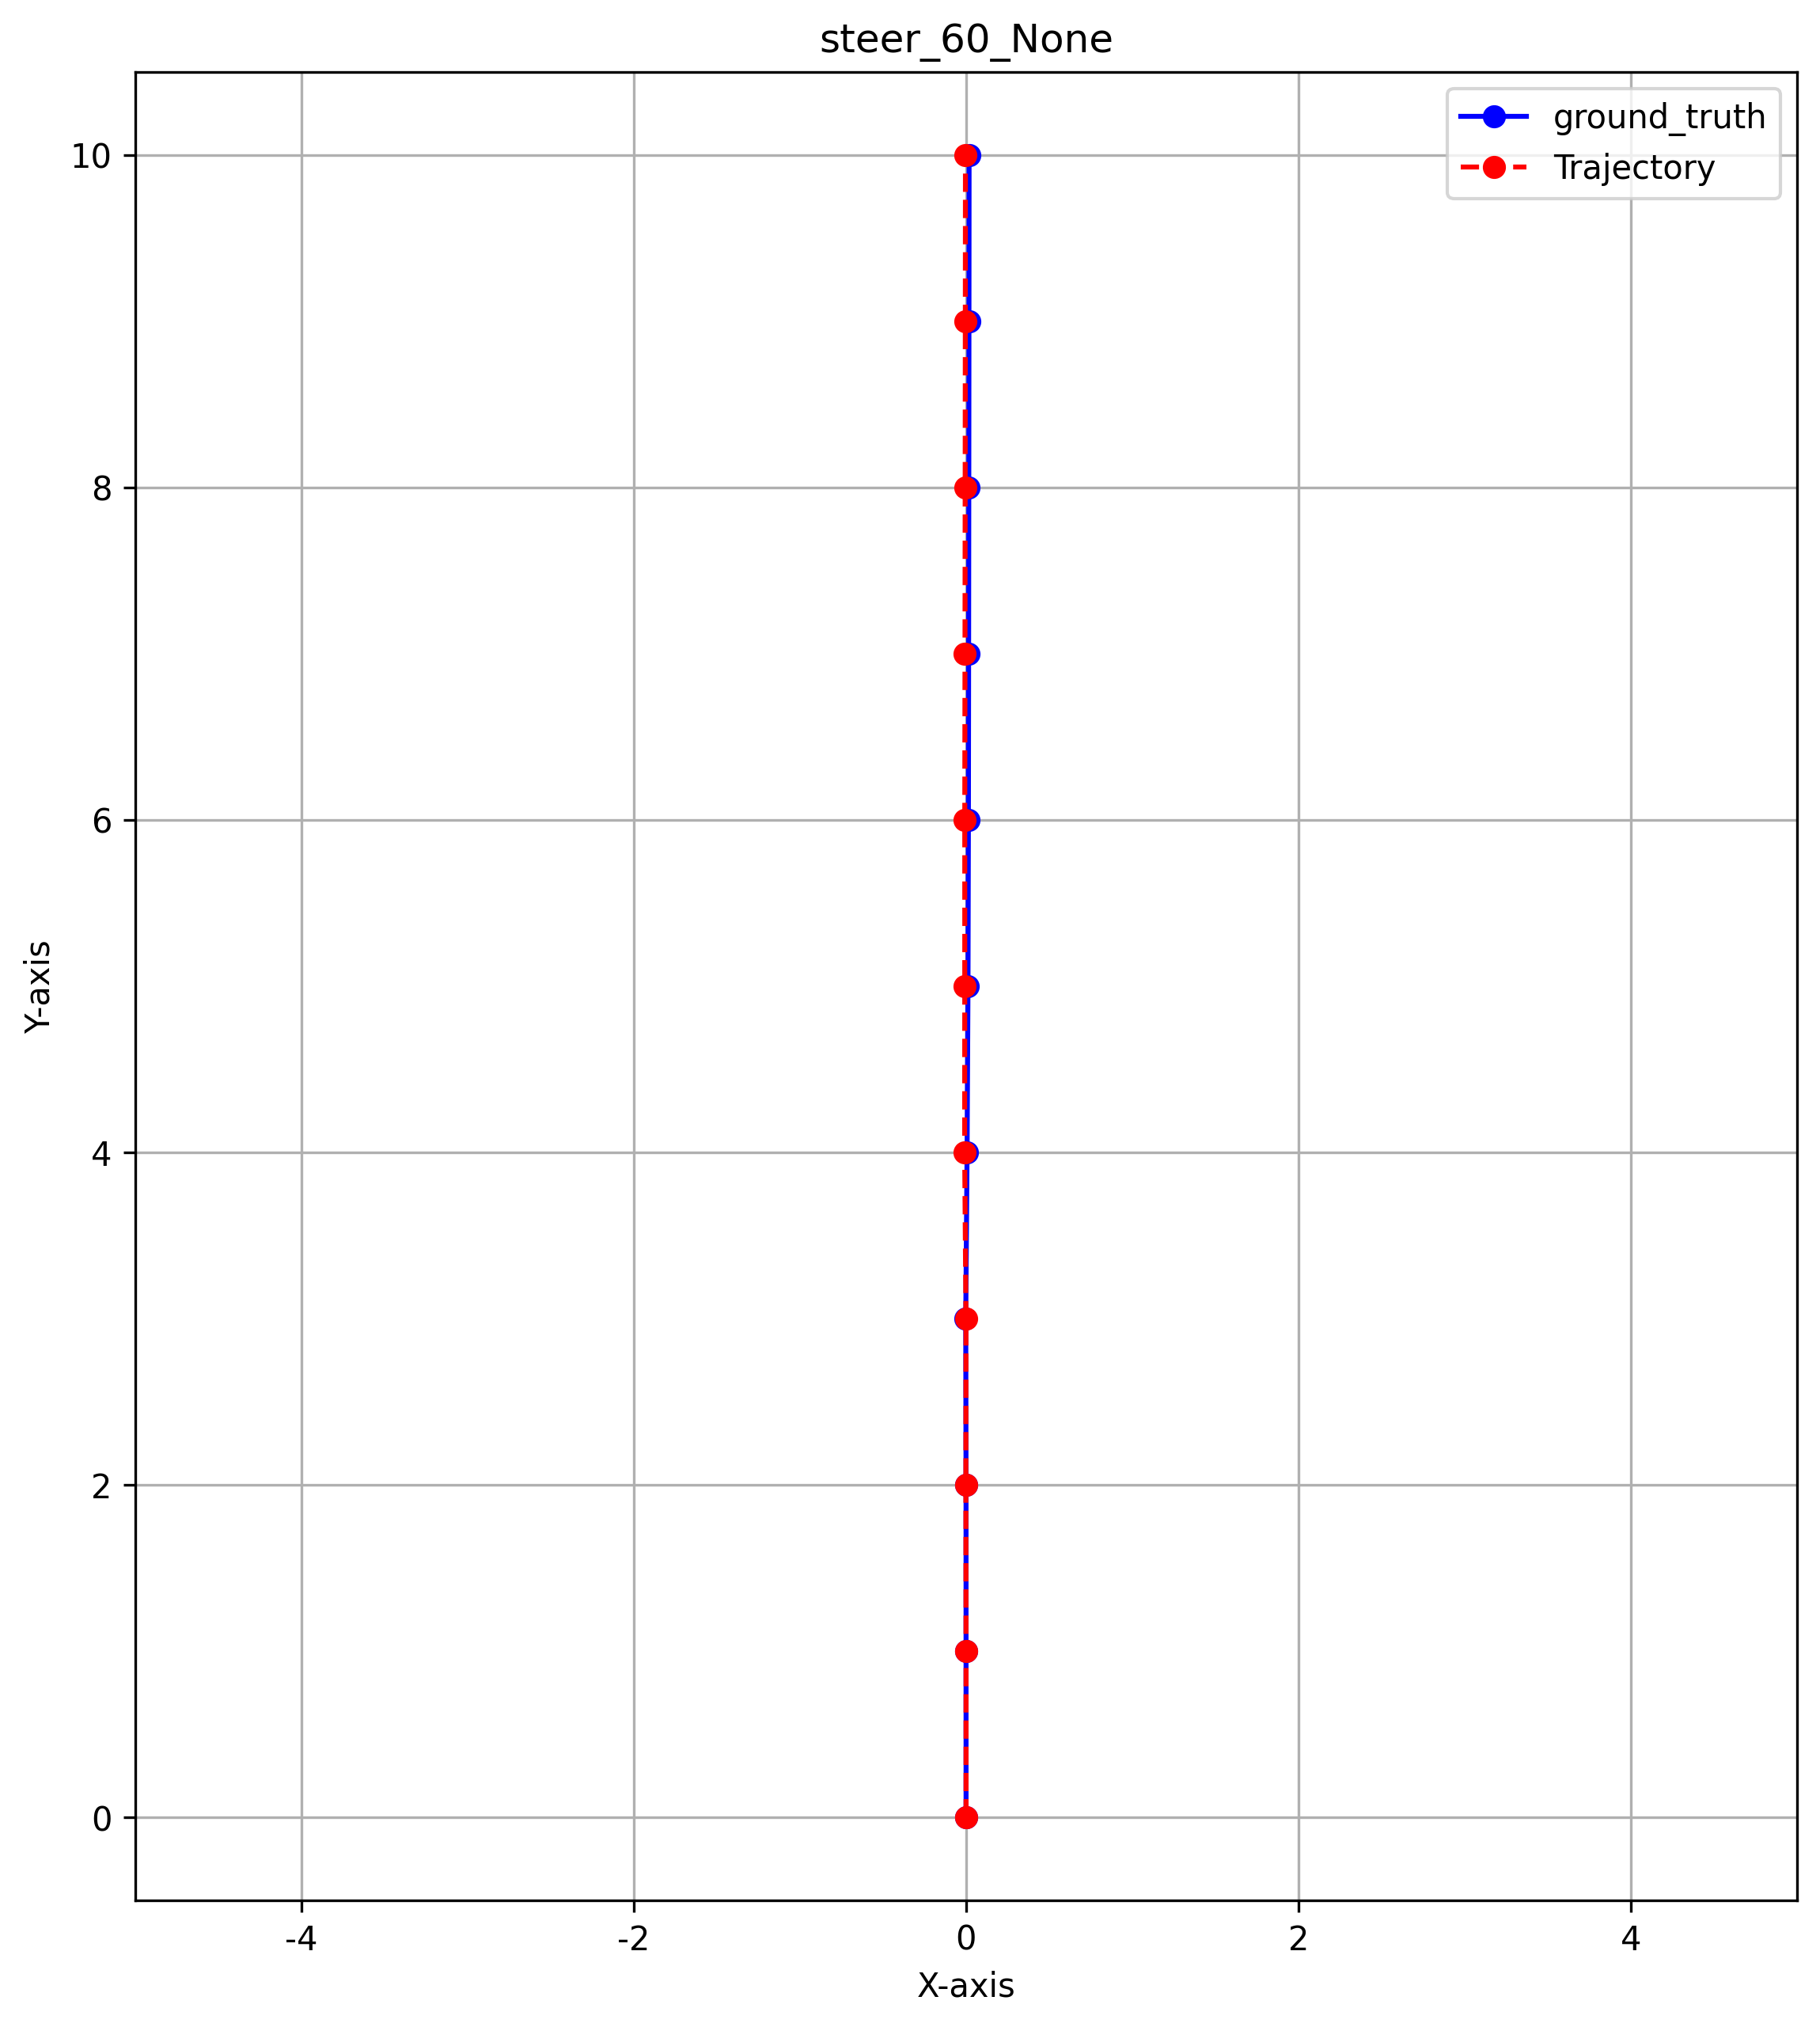 steer_60_None
ground_truth
Trajectory
10
8
6
4
2
0
Y-axis
-4
-2
0
2
4
X-axis